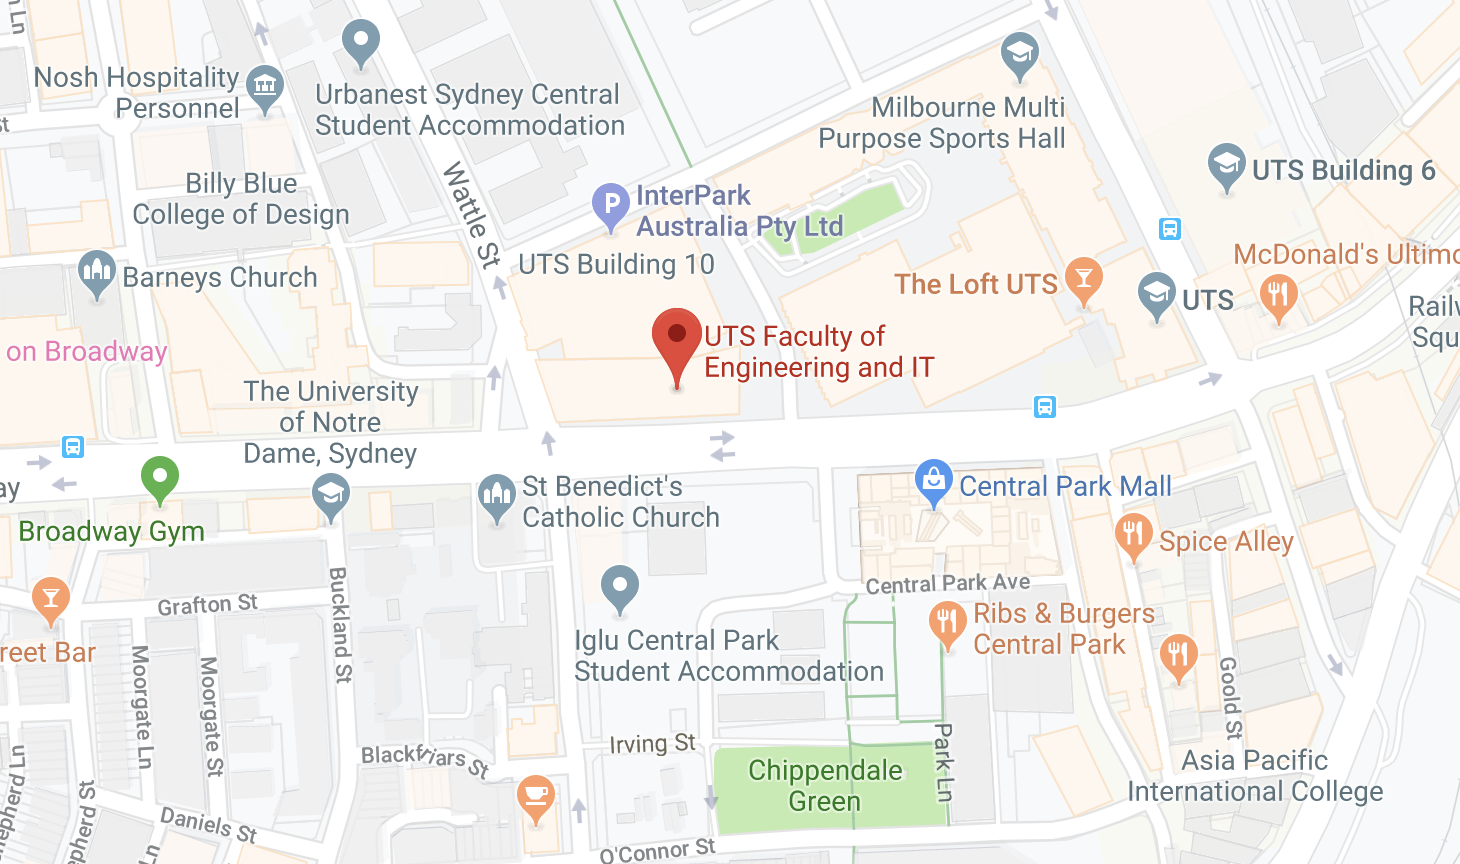 Ln
Nosh Hospitality
Personnel
St
Urbanest Sydney Central
Student Accommodation
Milbourne Multi
Purpose Sports Hall
UTS Building 6
Billy Blue
College of Design
Wattle St
P
InterPark
Australia Pty Ltd
UTS Building 10
Barneys Church
The Loft UTS
UTS
McDonald's Ultimo
on Broadway
UTS Faculty of
Engineering and IT
The University
of Notre
Dame, Sydney
ay
Broadway Gym
St Benedict's
Catholic Church
Central Park Mall
Spice Alley
Central Park Ave
Ribs & Burgers
Central Park
Grafton St
Buckland St
reet Bar
Iglu Central Park
Student Accommodation
Moorgate Ln
Moorgate St
Goold St
Irving St
Park Ln
Blackfriars St
Chippendale
Green
Asia Pacific
International College
hepherd Ln
pherd St
Daniels St
Ln
O'Connor St